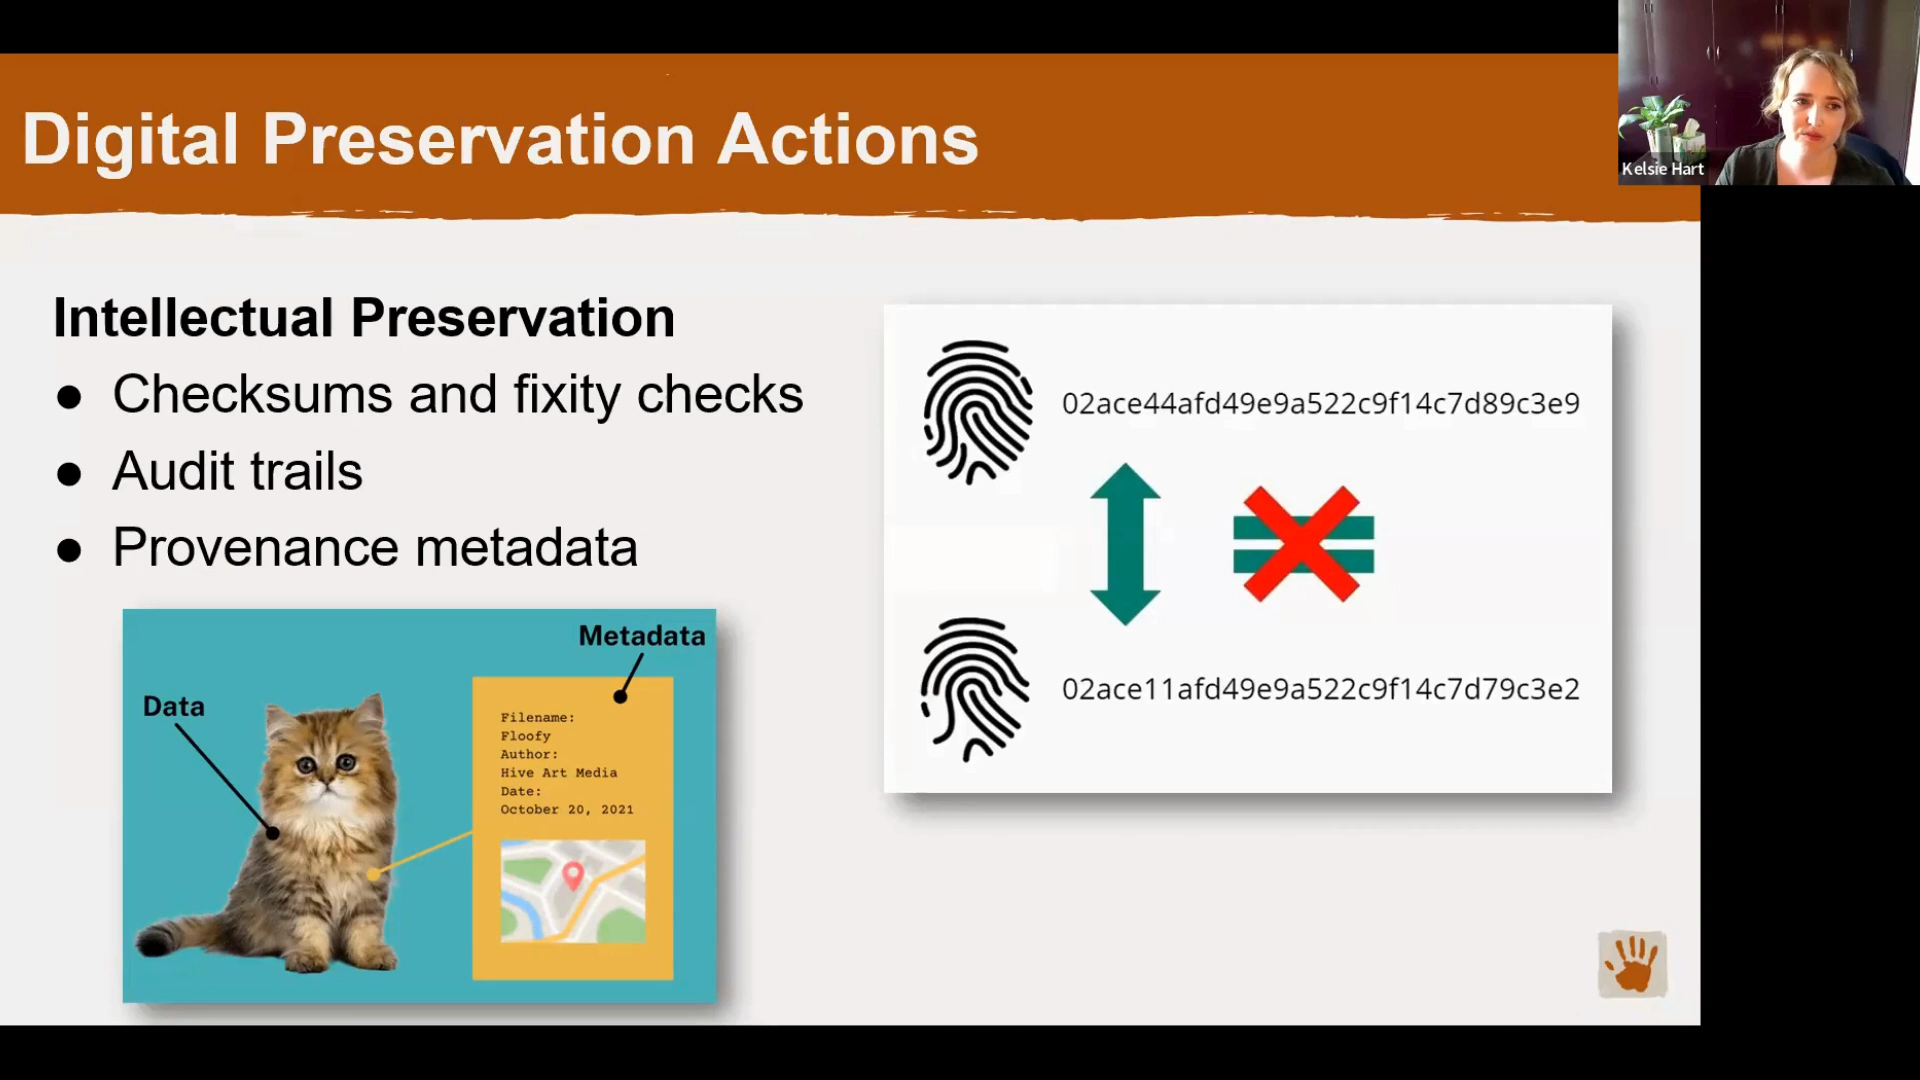 Digital Preservation Actions
Kelsie Hart
Intellectual Preservation
● Checksums and fixity checks
● Audit trails
● Provenance metadata
02ace44afd49e9a522c9f14c7d89c3e9
02ace11afd49e9a522c9f14c7d79c3e2
Metadata
Data
Filename:
Floofy
Author:
Hive Art Media
Date:
October 20, 2021